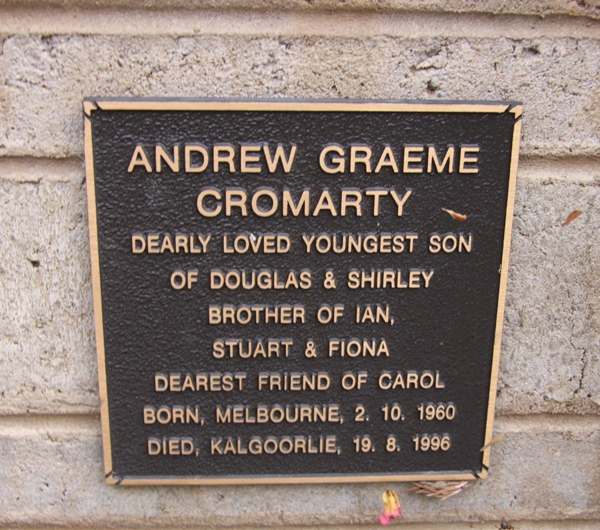 ANDREW GRAEME
CROMARTY
DEARLY LOVED YOUNGEST SON
OF DOUGLAS & SHIRLEY
BROTHER OF IAN,
STUART & FIONA
DEAREST FRIEND OF CAROL
BORN, MELBOURNE, 2. 10. 1960
DIED, KALGOORLIE, 19. 8. 1996